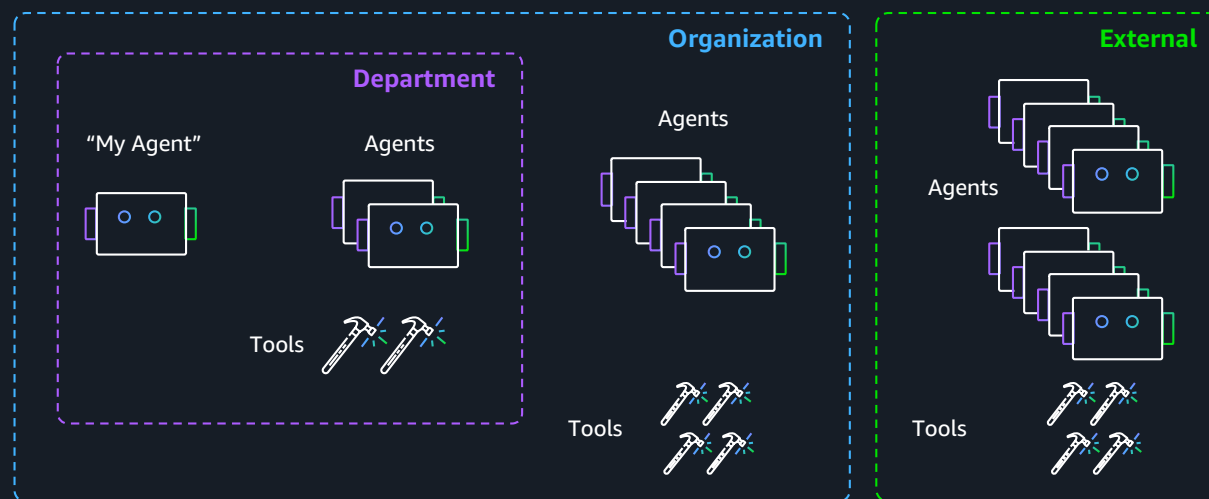 Organization
External
Department
Agents
“My Agent”
Agents
Agents
Tools
Tools
Tools